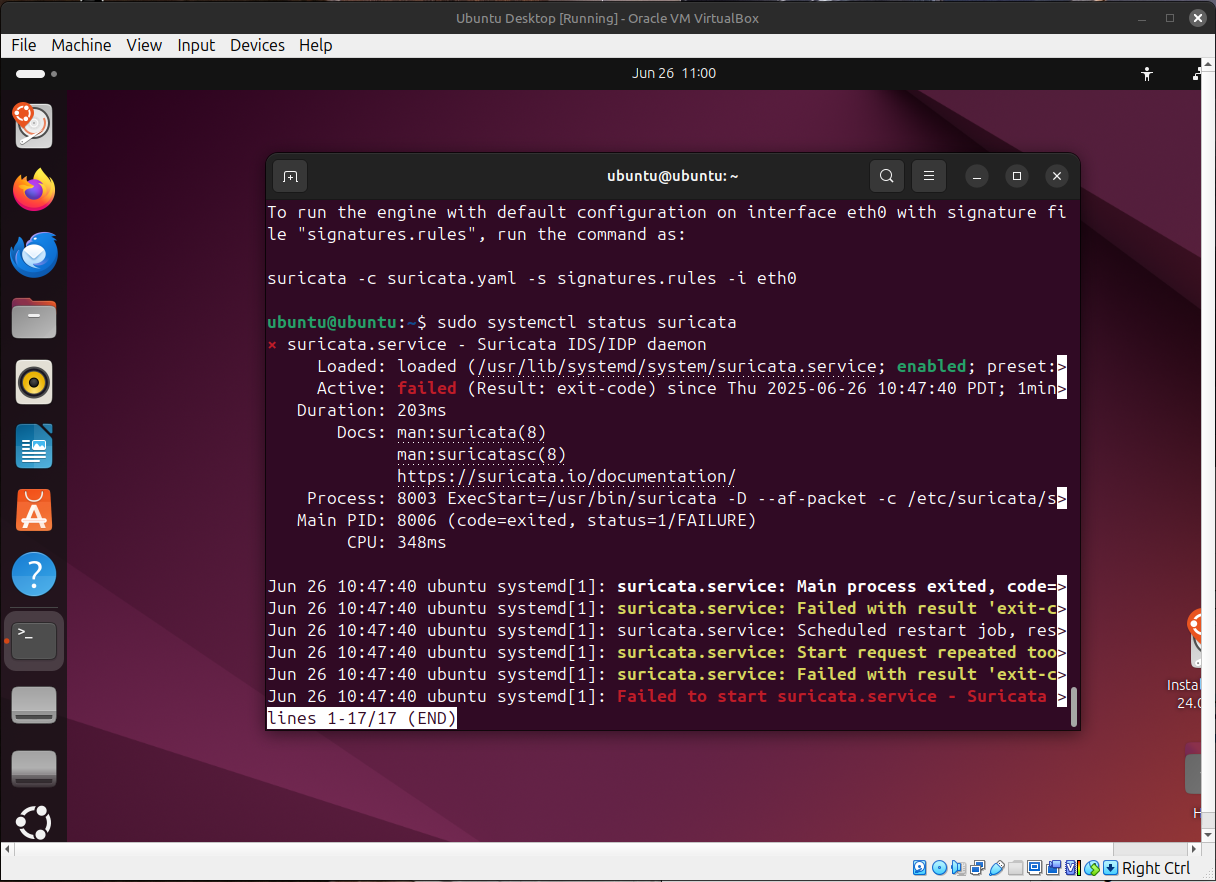 Ubuntu Desktop [Running] - Oracle VM VirtualBox
File Machine View Input Devices Help
Jun 26 11:00
ubuntu@ubuntu: ~
To run the engine with default configuration on interface eth0 with signature fi
le "signatures.rules", run the command as:
suricata -c suricata.yaml -s signatures.rules -i eth0
ubuntu@ubuntu:~$ sudo systemctl status suricata
× suricata.service - Suricata IDS/IDP daemon
Loaded: loaded (/usr/lib/systemd/system/suricata.service; enabled; preset:>
Active: failed (Result: exit-code) since Thu 2025-06-26 10:47:40 PDT; 1min>
Duration: 203ms
Docs: man:suricata(8)
man:suricatasc(8)
https://suricata.io/documentation/
Process: 8003 ExecStart=/usr/bin/suricata -D --af-packet -c /etc/suricata/s>
Main PID: 8006 (code=exited, status=1/FAILURE)
CPU: 348ms
Jun 26 10:47:40 ubuntu systemd[1]: suricata.service: Main process exited, code=>
Jun 26 10:47:40 ubuntu systemd[1]: suricata.service: Failed with result 'exit-c>
Jun 26 10:47:40 ubuntu systemd[1]: suricata.service: Scheduled restart job, res>
Jun 26 10:47:40 ubuntu systemd[1]: suricata.service: Start request repeated too>
Jun 26 10:47:40 ubuntu systemd[1]: suricata.service: Failed with result 'exit-c>
Jun 26 10:47:40 ubuntu systemd[1]: Failed to start suricata.service - Suricata >
lines 1-17/17 (END)
Instal
24.0
H
Right Ctrl